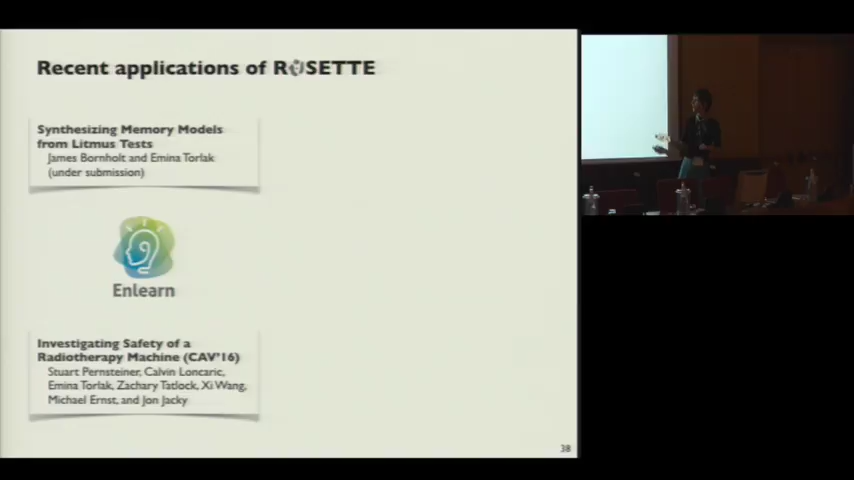 Recent applications of ROSETTE
Synthesizing Memory Models
from Litmus Tests
James Bornholt and Emina Torlak
(under submission)
Enlearn
Investigating Safety of a
Radiotherapy Machine (CAV'16)
Stuart Pernsteiner, Calvin Loncaric,
Emina Torlak, Zachary Tatlock, Xi Wang,
Michael Ernst, and Jon Jacky
38